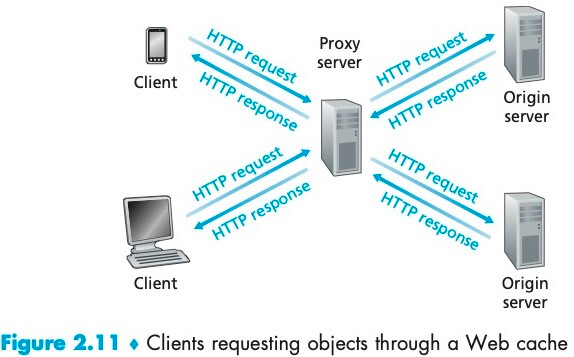 HTTP request
HTTP response
Client
Proxy
server
HTTP request
HTTP response
Origin
server
HTTP request
HTTP response
Client
HTTP request
HTTP response
Origin
server
Figure 2.11 ♦ Clients requesting objects through a Web cache